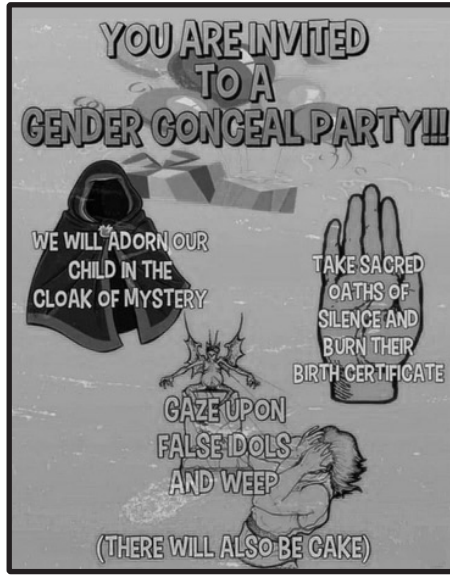 YOU ARE INVITED
TO A
GENDER CONCEAL PARTY!!!
WE WILL ADORN OUR
CHILD IN THE
CLOAK OF MYSTERY
TAKE SACRED
OATHS OF
SILENCE AND
BURN THEIR
BIRTH CERTIFICATE
GAZE UPON
FALSE IDOLS
AND WEEP
(THERE WILL ALSO BE CAKE)